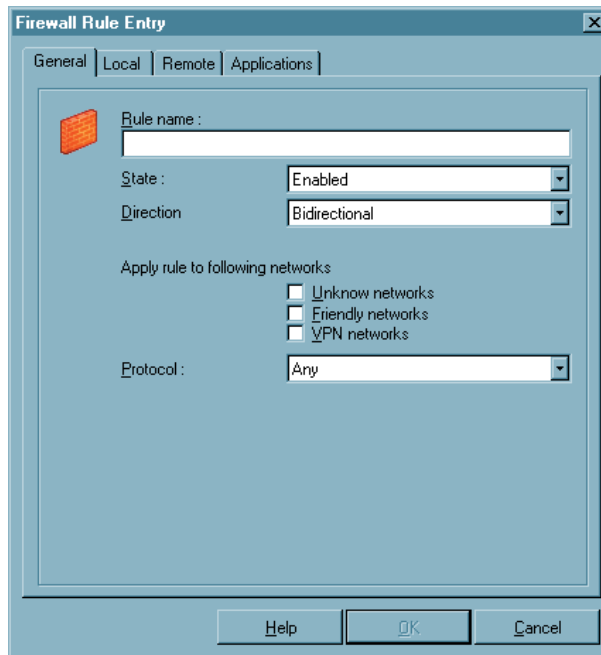 Firewall Rule Entry
General Local Remote Applications
Rule name :
State : Enabled
Direction Bidirectional
Apply rule to following networks
Unknow networks
Friendly networks
VPN networks
Protocol : Any
Help OK Cancel